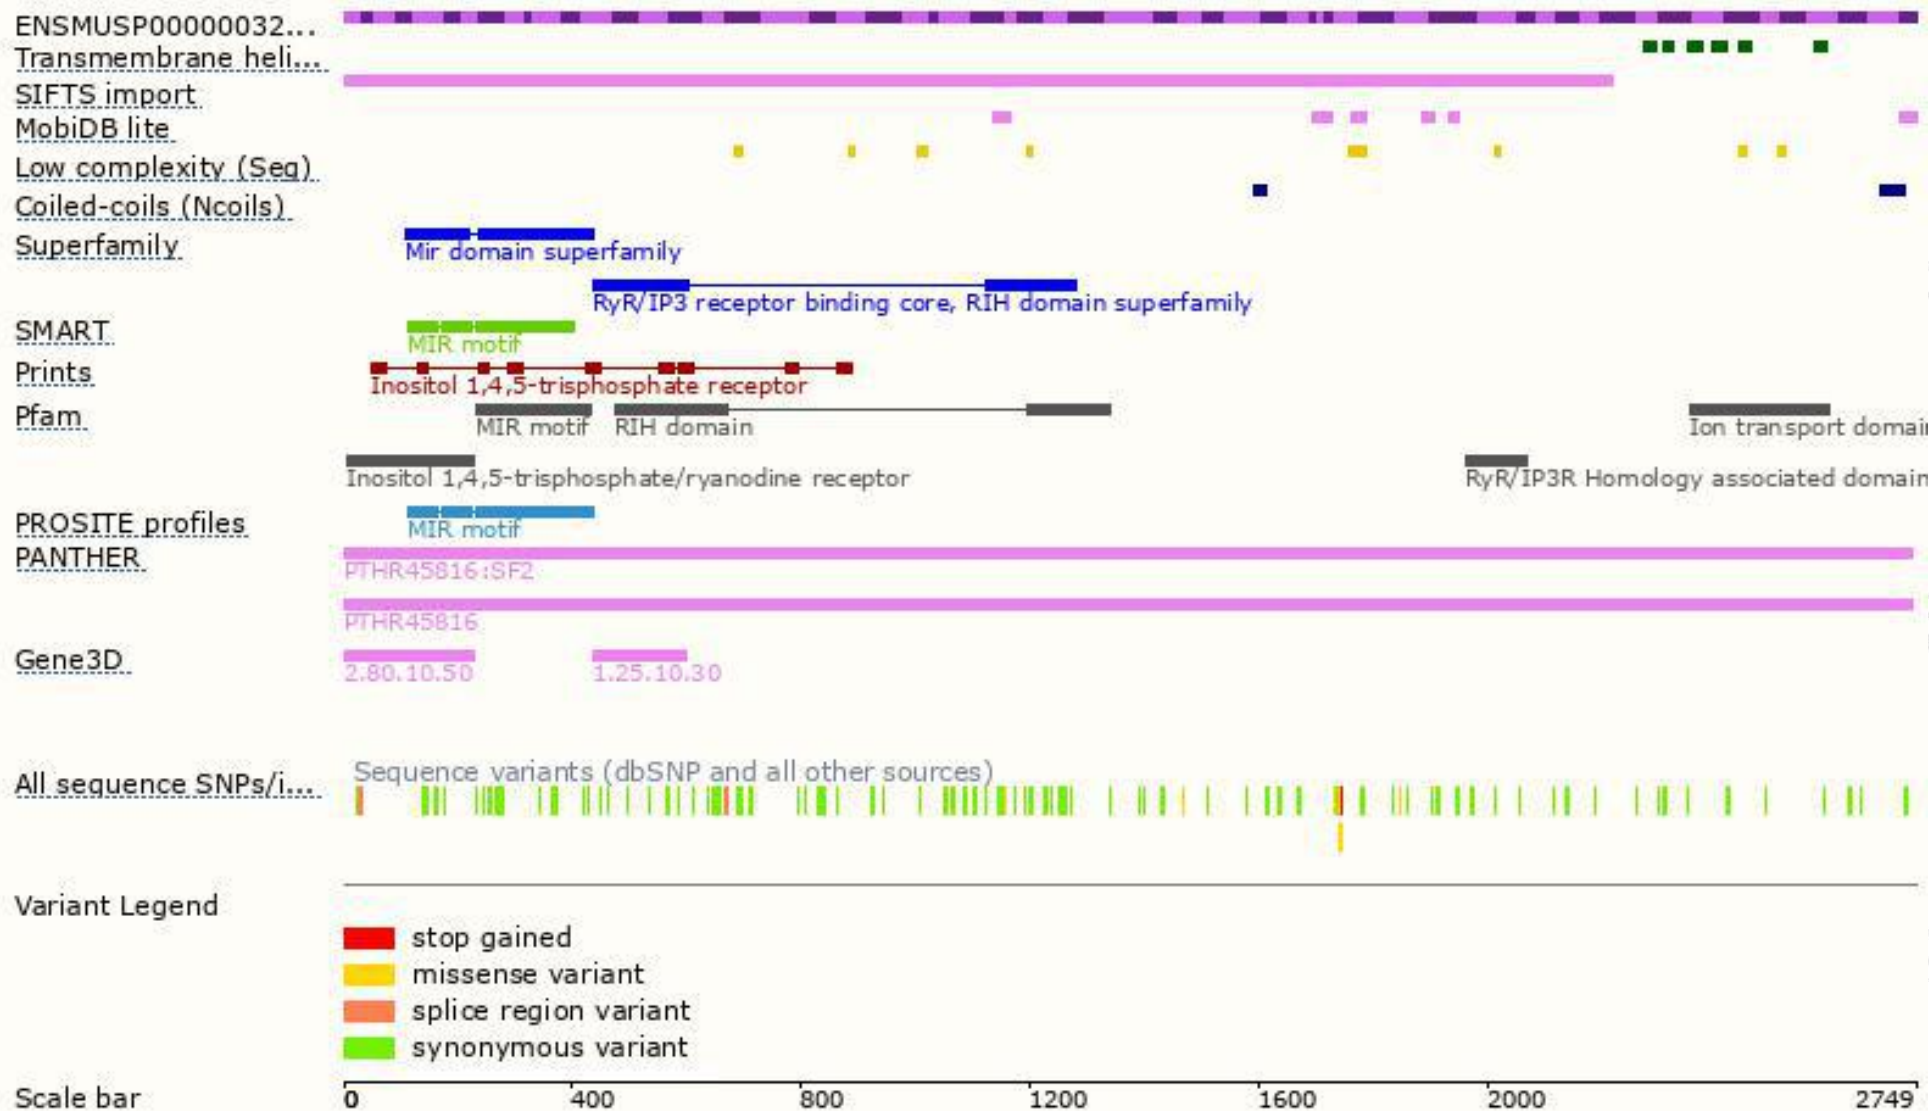 ENSMUSP00000032...
Transmembrane heli...
SIFTS import
MobiDB lite
Low complexity (Seg)
Coiled-coils (Ncoils)
Superfamily
Mir domain superfamily
RyR/IP3 receptor binding core, RIH domain superfamily
SMART
MIR motif
Prints
Inositol 1,4,5-trisphosphate receptor
Pfam
MIR motif RIH domain Ion transport domain
Inositol 1,4,5-trisphosphate/ryanodine receptor RyR/IP3R Homology associated domain
PROSITE profiles
MIR motif
PANTHER
PTHR45816:SF2
PTHR45816
Gene3D
2.80.10.50 1.25.10.30
Sequence variants (dbSNP and all other sources)
All sequence SNPs/i...
Variant Legend
stop gained
missense variant
splice region variant
synonymous variant
Scale bar 0 400 800 1200 1600 2000 2749